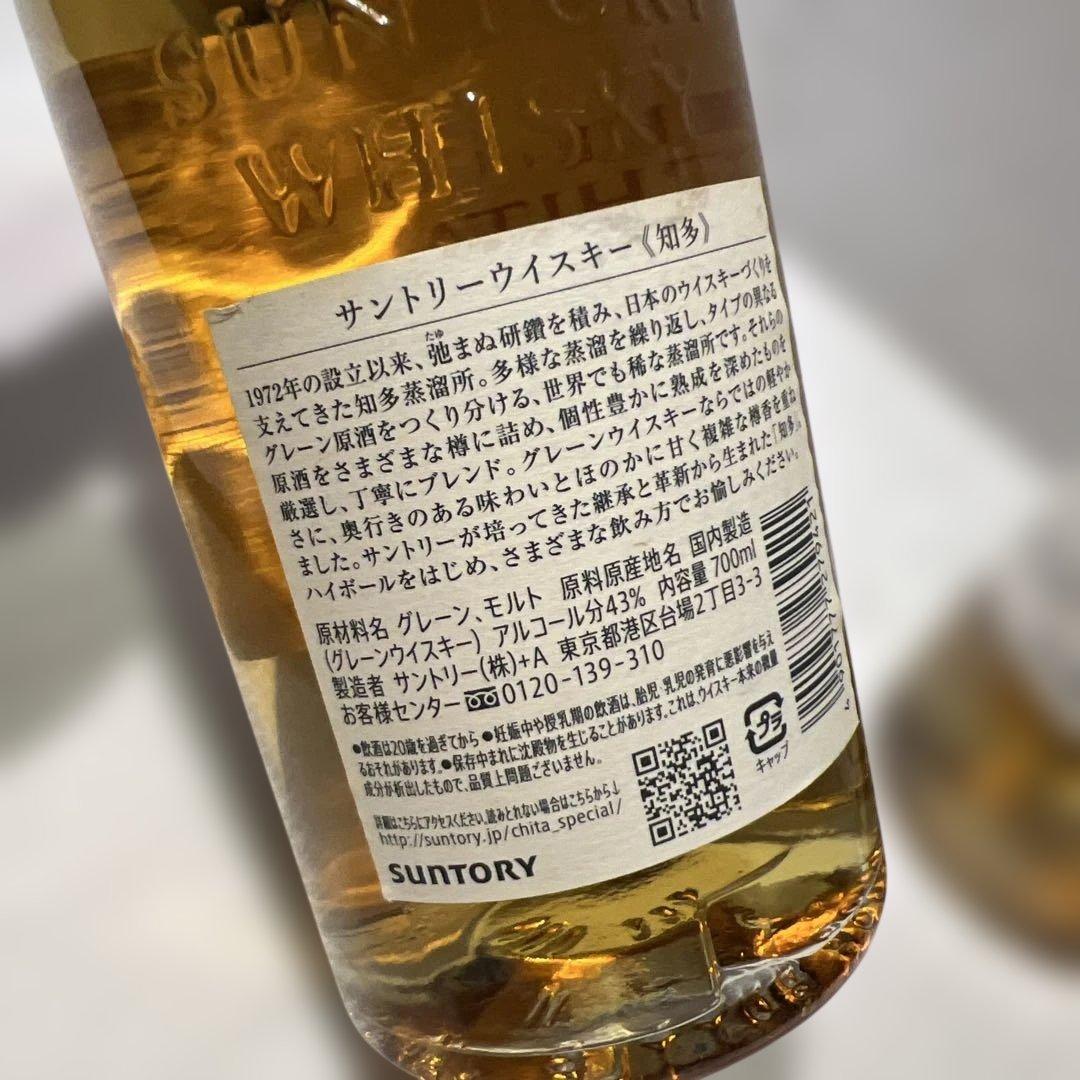 SUNTORY
WHISKY
サントリーウイスキー《知多》
1972年の設立以来、弛まぬ研鑽を積み、日本のウイスキーづくりを
たゆ
支えてきた知多蒸溜所。多様な蒸溜を繰り返し、タイプの異なる
グレーン原酒をつくり分ける、世界でも稀な蒸溜所です。それらの
原酒をさまざまな樽に詰め、個性豊かに熟成を深めたものを
厳選し、丁寧にブレンド。グレーンウイスキーならではの軽やか
さに、奥行きのある味わいとほのかに甘く複雑な樽香を重ね
ました。サントリーが培ってきた継承と革新から生まれた「知多」。
ハイボールをはじめ、さまざまな飲み方でお愉しみください。
原材料名 グレーン、モルト 原料原産地名 国内製造
(グレーンウイスキー) アルコール分43% 内容量 700ml
製造者 サントリー(株)+A 東京都港区台場2丁目3-3
お客様センター 0120-139-310
●飲酒は20歳を過ぎてから ●妊娠中や授乳期の飲酒は、胎児・乳児の発育に悪影響を与え
るおそれがあります。●保存中まれに沈殿物を生じることがあります。これは、ウイスキー本来の微量
成分が析出したもので、品質上問題ございません。
詳細はこちらにアクセスください。読みとれない場合はこちらから↓
http://suntory.jp/chita_special/
SUNTORY
プラ
キャップ